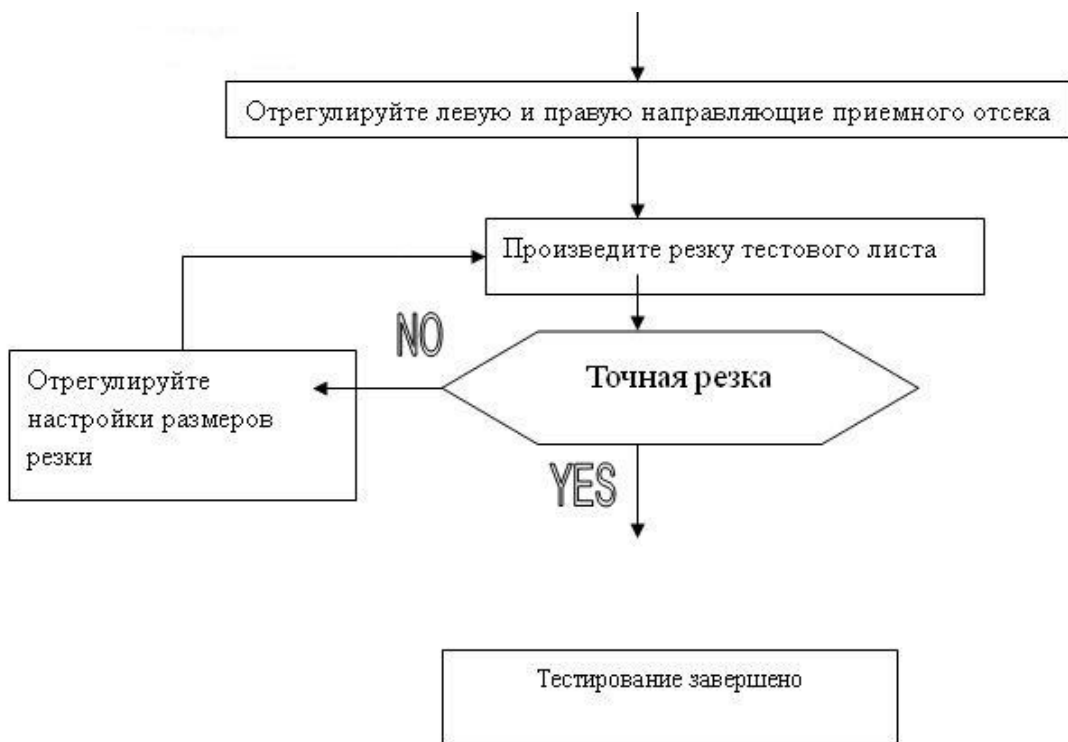 Отрегулируйте левую и правую направляющие приемного отсека
Произведите резку тестового листа
NO
Точная резка
Отрегулируйте
настройки размеров
резки
YES
Тестирование завершено